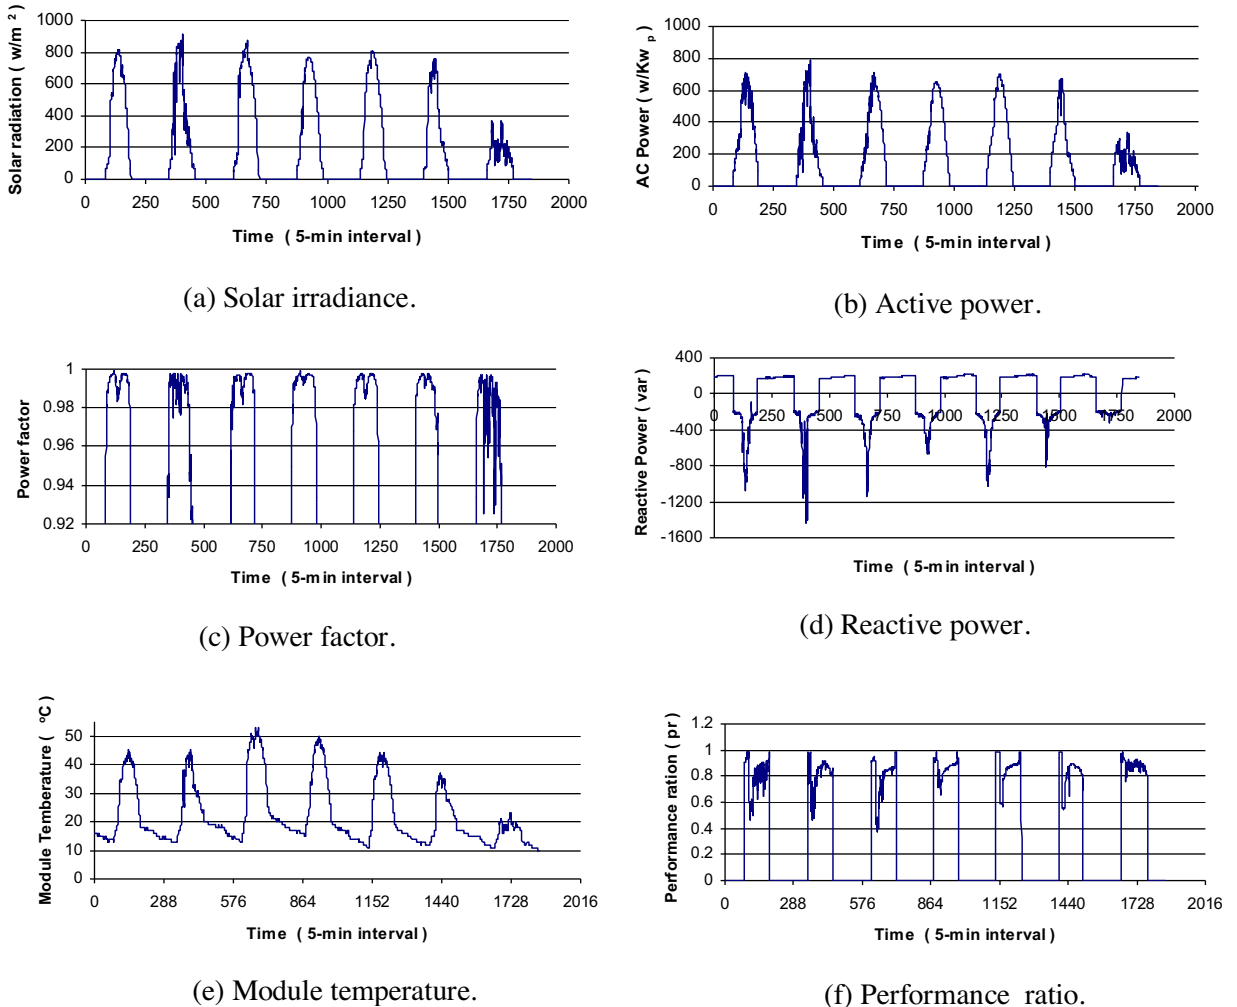 1000
800
600
400
200
0
0 250 500 750 1000 1250 1500 1750 2000
Solar radiation ( w/m ²)
Time ( 5-min interval )
(a) Solar irradiance.
1000
800
600
400
200
0
0 250 500 750 1000 1250 1500 1750 2000
AC Power ( w/Kw p )
Time ( 5-min interval )
(b) Active power.
1
0.98
0.96
0.94
0.92
0 250 500 750 1000 1250 1500 1750 2000
Power factor
Time ( 5-min interval )
(c) Power factor.
400
0
-400
-800
-1200
-1600
0 250 500 750 1000 1250 1500 1750 2000
Reactive Power ( var )
Time ( 5-min interval )
(d) Reactive power.
50
40
30
20
10
0
0 288 576 864 1152 1440 1728 2016
Module Temberature ( °C )
Time ( 5-min interval )
(e) Module temperature.
1.2
1
0.8
0.6
0.4
0.2
0
0 288 576 864 1152 1440 1728 2016
Performance ration ( pr )
Time ( 5-min interval )
(f) Performance ratio.